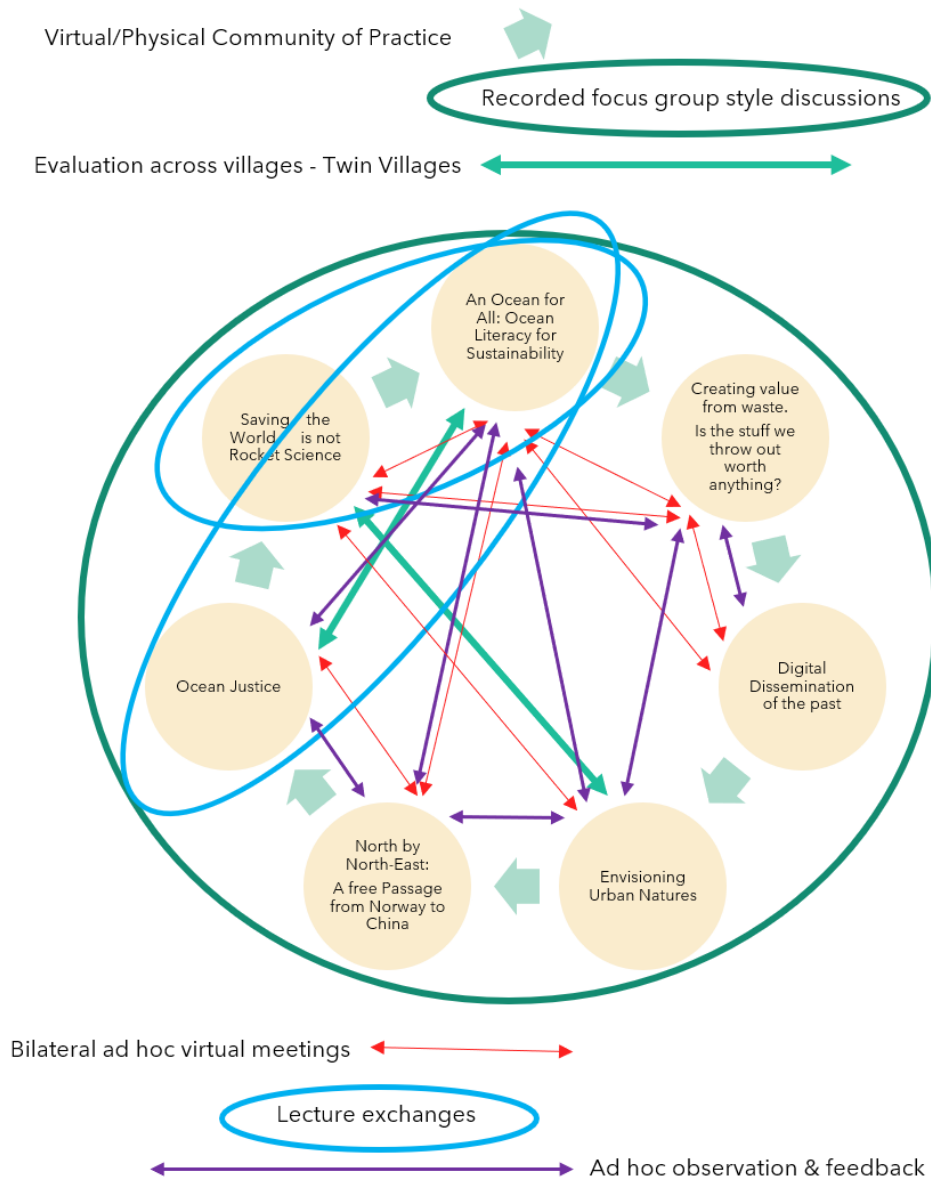 Virtual/Physical Community of Practice
Recorded focus group style discussions
Evaluation across villages - Twin Villages
An Ocean for
All: Ocean
Literacy for
Sustainability
Saving the
World is not
Rocket Science
Creating value
from waste.
Is the stuff we
throw out
worth
anything?
Ocean Justice
Digital
Dissemination
of the past
North by
North-East:
A free Passage
from Norway to
China
Envisioning
Urban Natures
Bilateral ad hoc virtual meetings
Lecture exchanges
Ad hoc observation & feedback